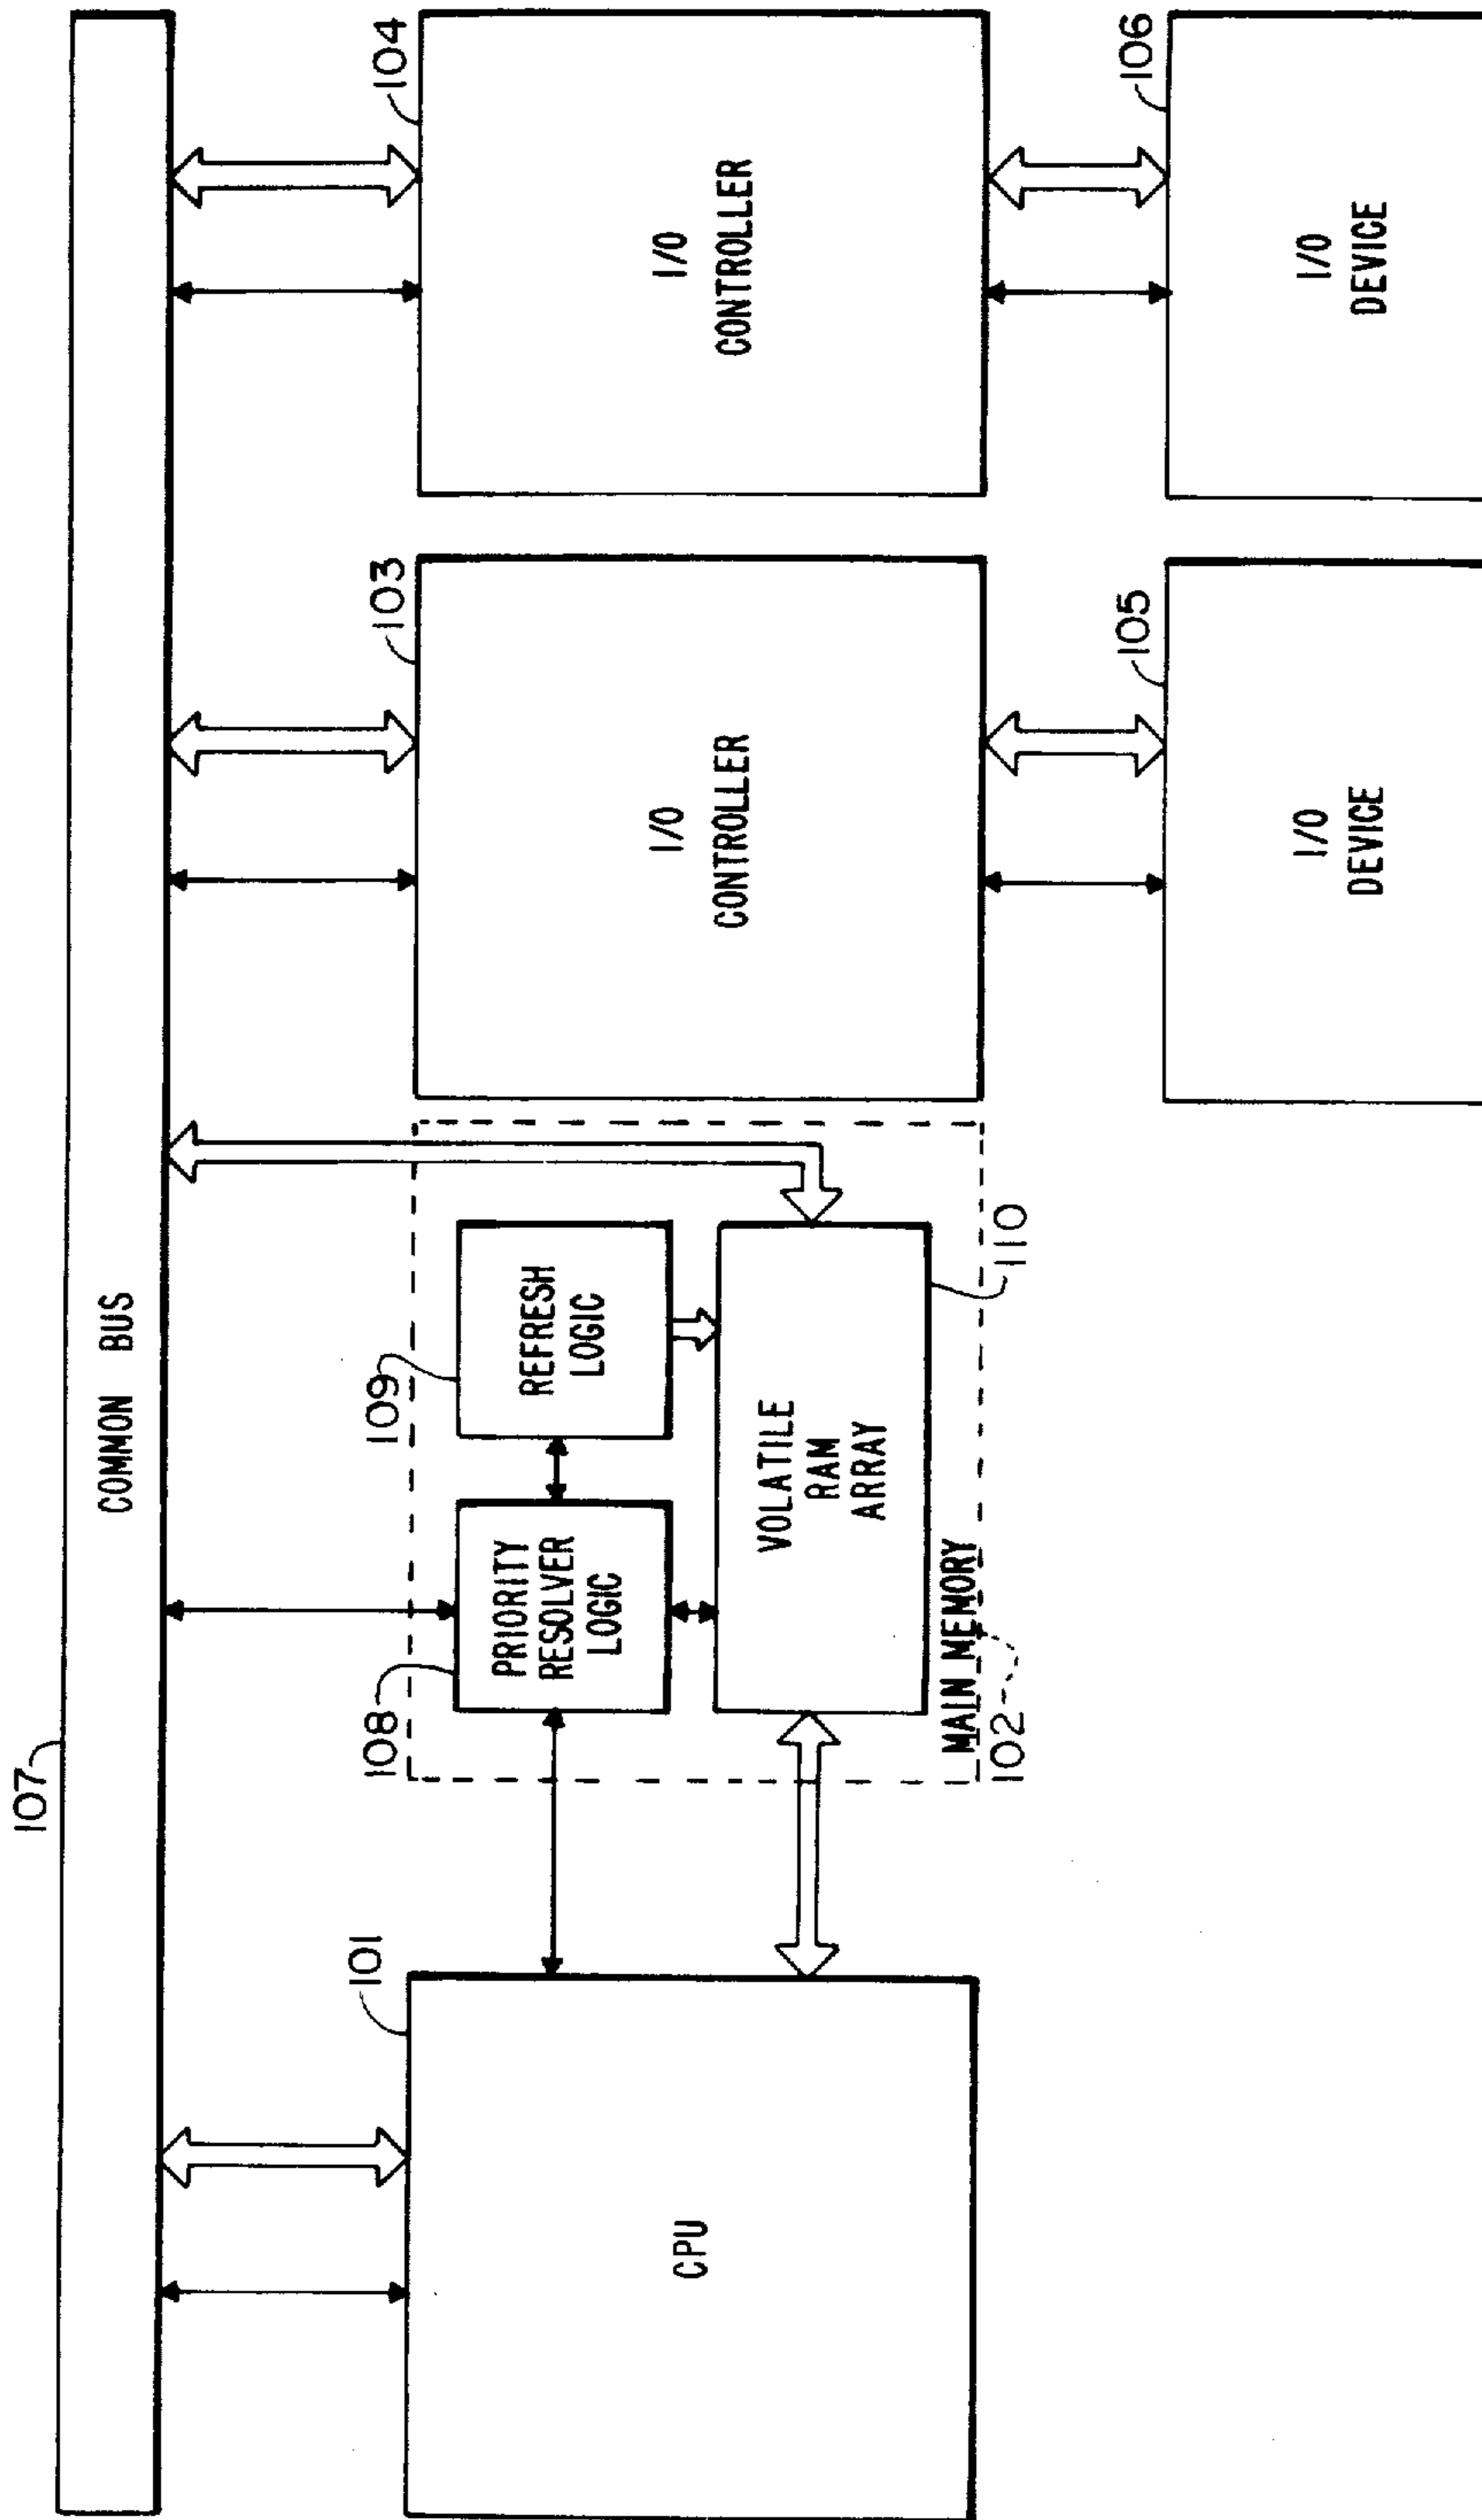 107
COMMON BUS
101
CPU
108
PRIORITY
RESOLVER
LOGIC
109
REFRESH
LOGIC
VOLATILE
RAM
ARRAY
110
MAIN MEMORY
102
103
I/O
CONTROLLER
104
I/O
CONTROLLER
105
I/O
DEVICE
106
I/O
DEVICE